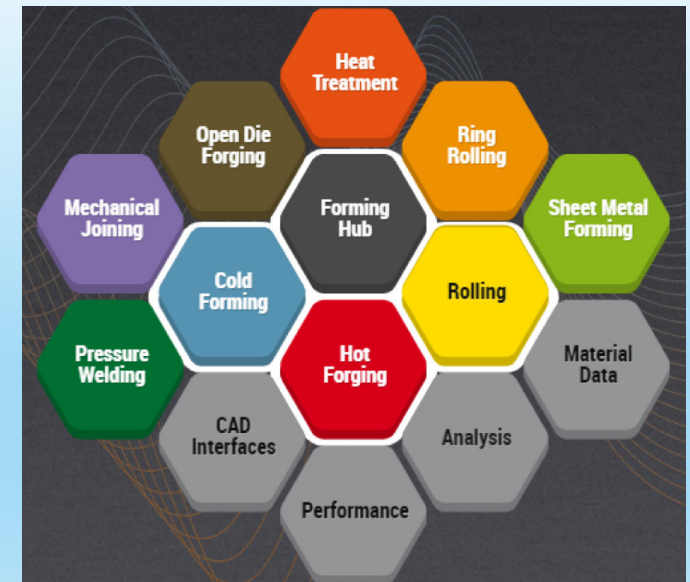 Heat
Treatment
Open Die
Forging
Ring
Rolling
Mechanical
Joining
Forming
Hub
Sheet Metal
Forming
Cold
Forming
Rolling
Pressure
Welding
Hot
Forging
Material
Data
CAD
Interfaces
Analysis
Performance